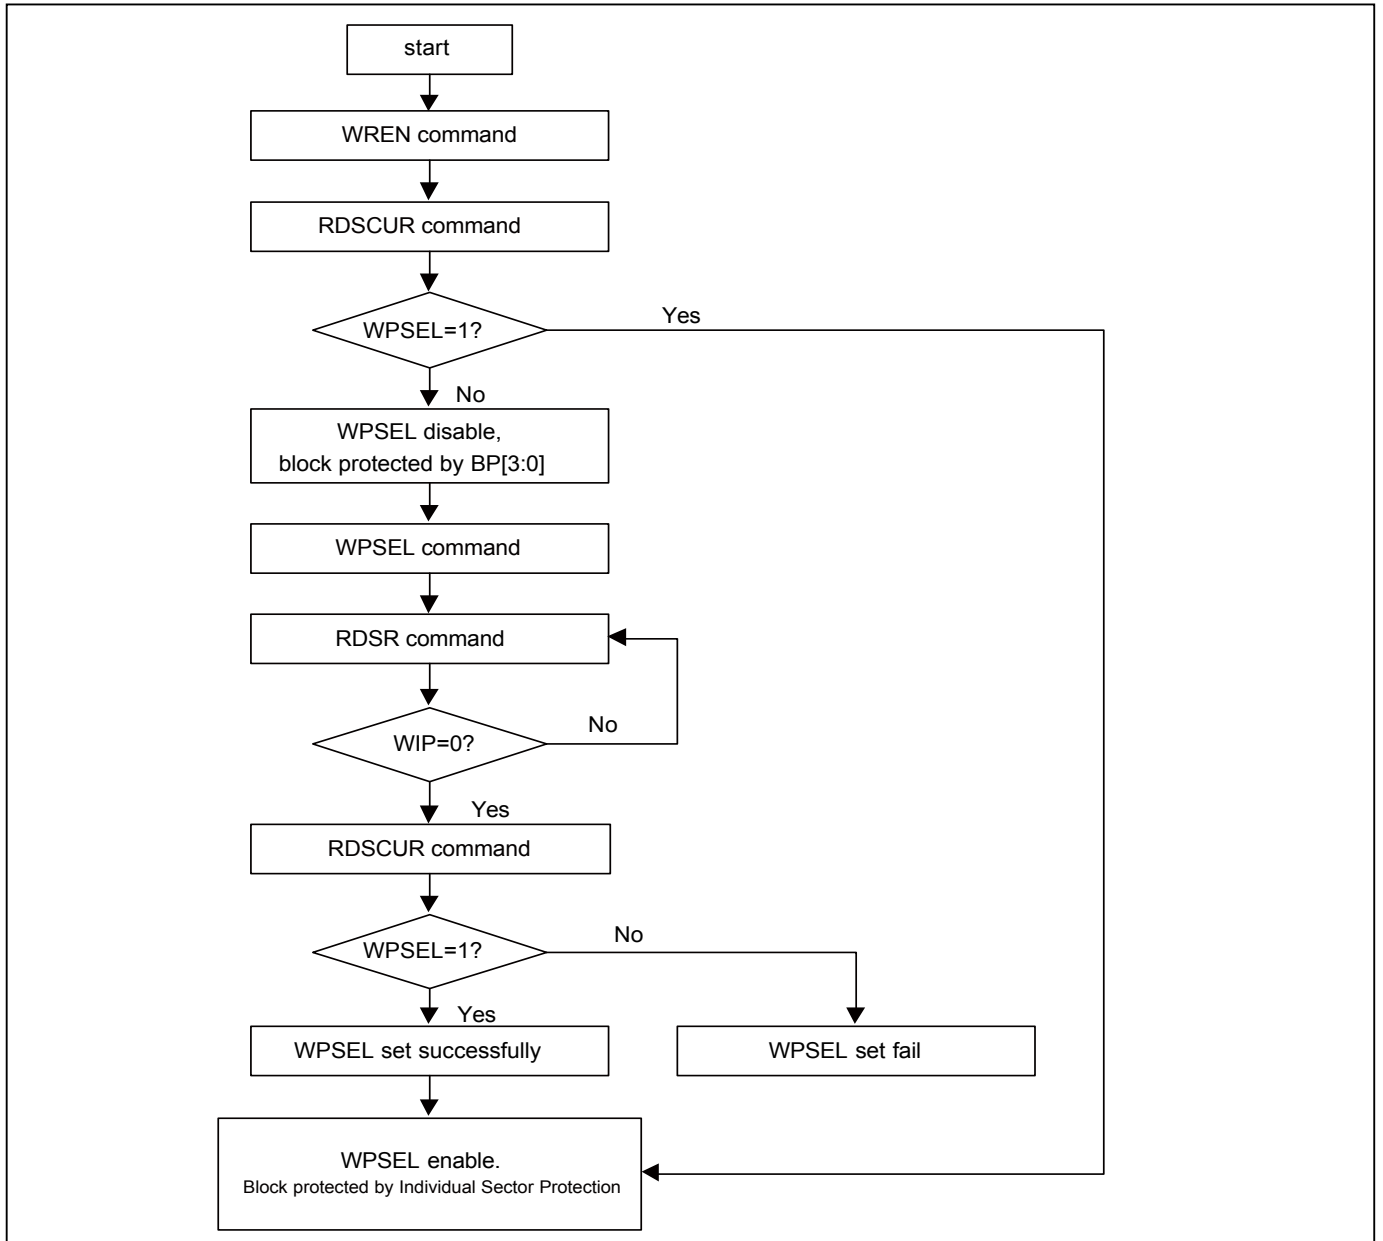 start
WREN command
RDSCUR command
WPSEL=1?
Yes
No
WPSEL disable,
block protected by BP[3:0]
WPSEL command
RDSR command
WIP=0?
No
Yes
RDSCUR command
WPSEL=1?
No
Yes
WPSEL set successfully
WPSEL set fail
WPSEL enable.
Block protected by Individual Sector Protection